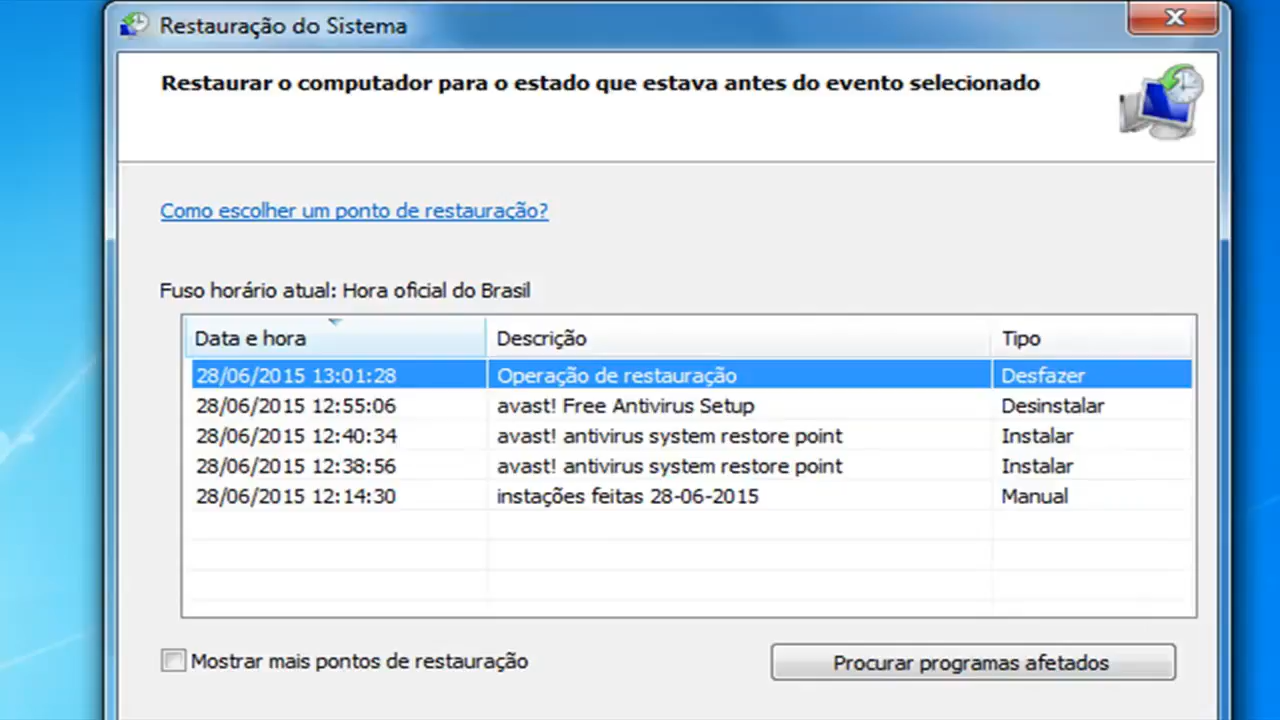 Restauração do Sistema
Restaurar o computador para o estado que estava antes do evento selecionado
Como escolher um ponto de restauração?
Fuso horário atual: Hora oficial do Brasil
Data e hora Descrição Tipo
28/06/2015 13:01:28 Operação de restauração Desfazer
28/06/2015 12:55:06 avast! Free Antivirus Setup Desinstalar
28/06/2015 12:40:34 avast! antivirus system restore point Instalar
28/06/2015 12:38:56 avast! antivirus system restore point Instalar
28/06/2015 12:14:30 instações feitas 28-06-2015 Manual
Mostrar mais pontos de restauração Procurar programas afetados